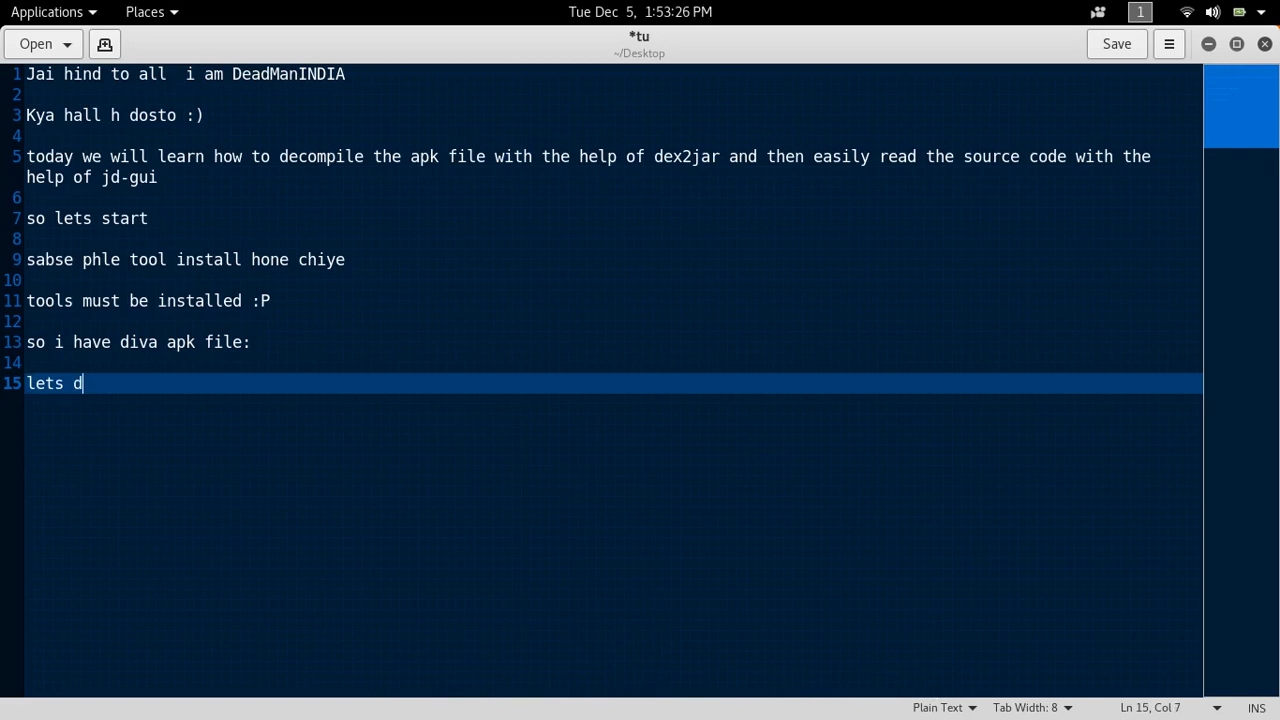 Applications Places Tue Dec 5, 1:53:26 PM 1
Open *tu Save
~/Desktop
1 Jai hind to all  i am DeadManINDIA
2
3 Kya hall h dosto :)
4
5 today we will learn how to decompile the apk file with the help of dex2jar and then easily read the source code with the
help of jd-gui
6
7 so lets start
8
9 sabse phle tool install hone chiye
10
11 tools must be installed :P
12
13 so i have diva apk file:
14
15 lets d
Plain Text Tab Width: 8 Ln 15, Col 7 INS